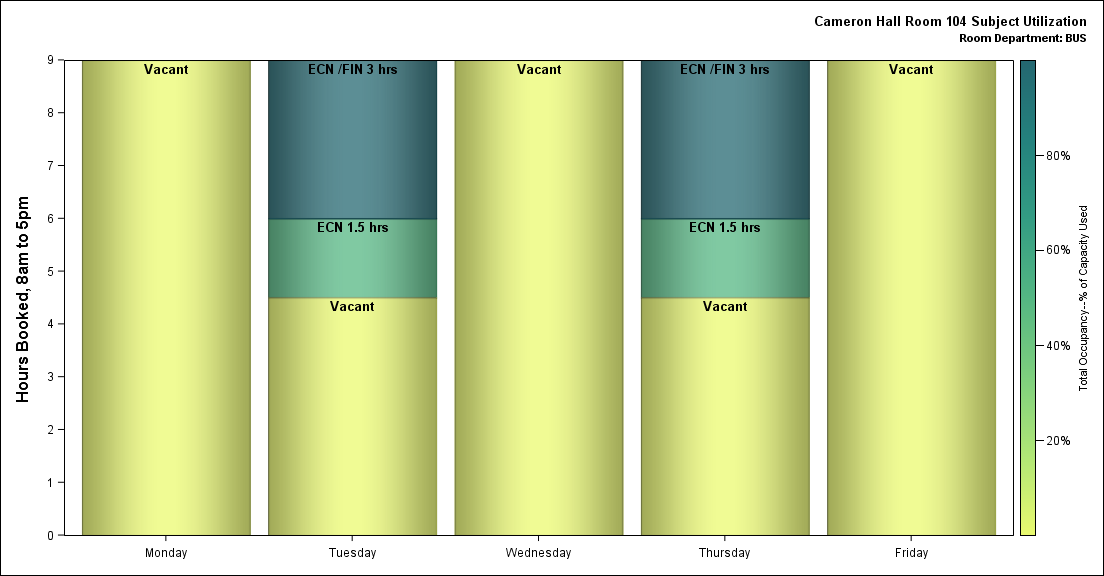 Cameron Hall Room 104 Subject Utilization
Room Department: BUS
Hours Booked, 8am to 5pm
9
8
7
6
5
4
3
2
1
0
Vacant
ECN /FIN 3 hrs
ECN 1.5 hrs
Vacant
Vacant
ECN /FIN 3 hrs
ECN 1.5 hrs
Vacant
Vacant
Monday
Tuesday
Wednesday
Thursday
Friday
80%
60%
40%
20%
Total Occupancy--% of Capacity Used